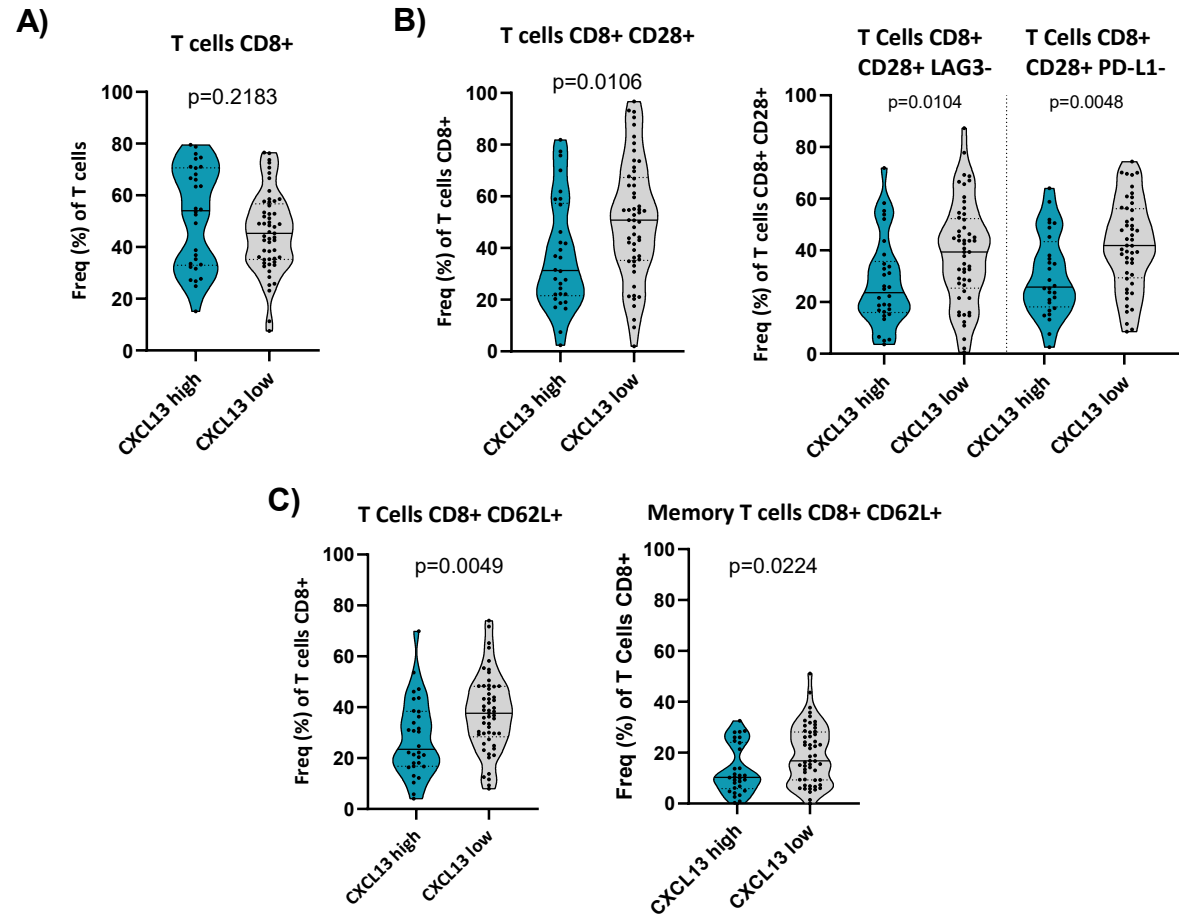 A)
T cells CD8+
p=0.2183
Freq (%) of T cells
100
80
60
40
20
0
CXCL13 high
CXCL13 low
B)
T cells CD8+ CD28+
p=0.0106
Freq (%) of T cells CD8+
100
80
60
40
20
0
CXCL13 high
CXCL13 low
T Cells CD8+
CD28+ LAG3-
T Cells CD8+
CD28+ PD-L1-
p=0.0104
p=0.0048
Freq (%) of T cells CD8+ CD28+
100
80
60
40
20
0
CXCL13 high
CXCL13 low
CXCL13 high
CXCL13 low
C)
T Cells CD8+ CD62L+
p=0.0049
Freq (%) of T cells CD8+
100
80
60
40
20
0
CXCL13 high
CXCL13 low
Memory T cells CD8+ CD62L+
p=0.0224
Freq (%) of T Cells CD8+
100
80
60
40
20
0
CXCL13 high
CXCL13 low